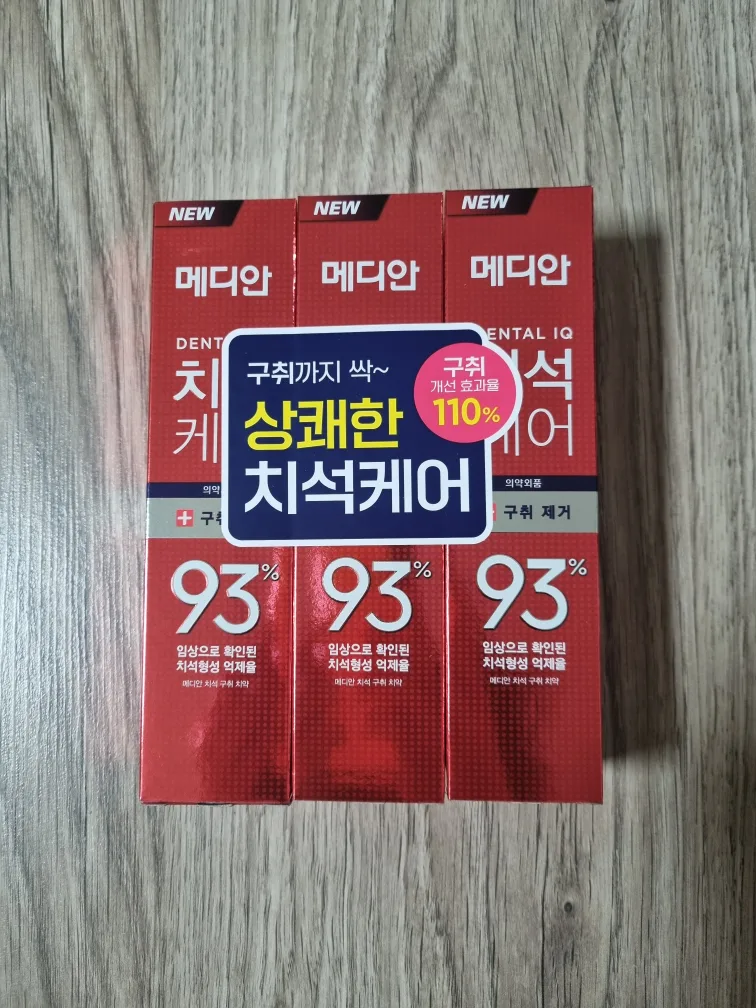 NEW
메디안
DENT
치
케
의약
구취
93%
임상으로 확인된
치석형성 억제율
메디안 치석 구취 치약
NEW
메디안
93%
임상으로 확인된
치석형성 억제율
메디안 치석 구취 치약
NEW
메디안
ENTAL IQ
석
케어
의약외품
구취 제거
93%
임상으로 확인된
치석형성 억제율
메디안 치석 구취 치약
구취까지 싹~
상쾌한
치석케어
구취
개선 효과율
110%